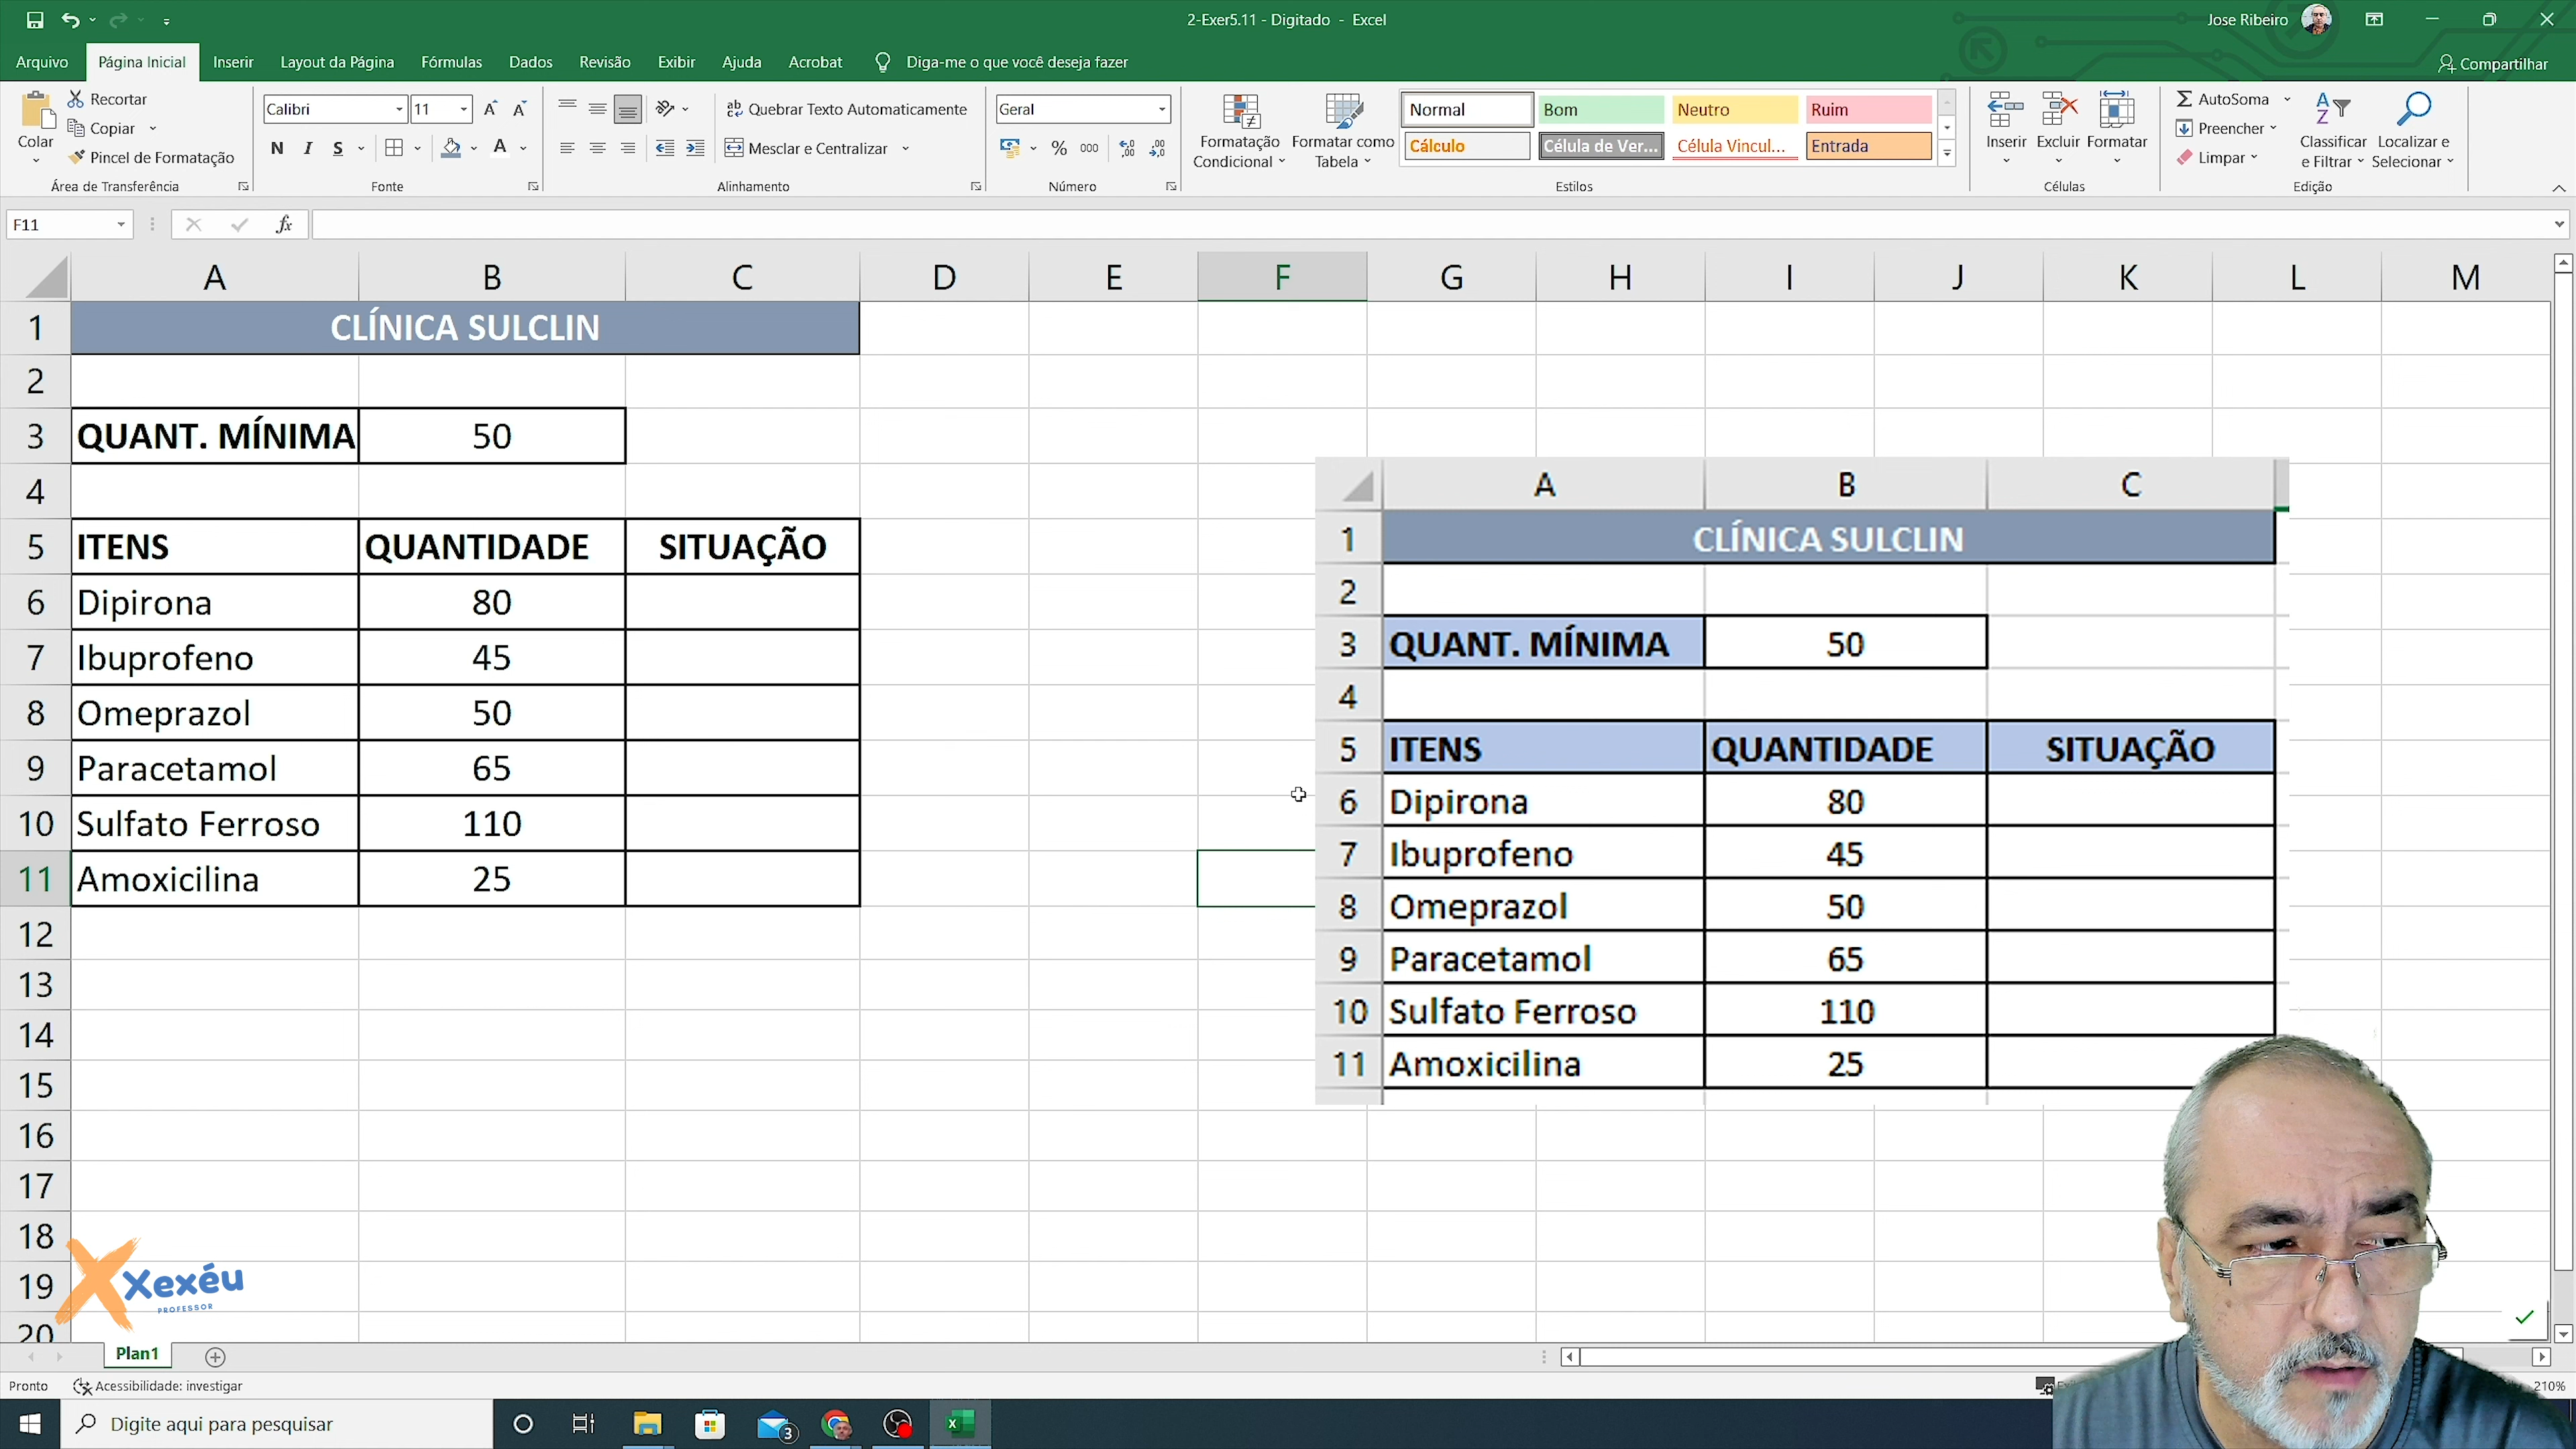 2-Exer5.11 - Digitado - Excel
Jose Ribeiro
Arquivo Página Inicial Inserir Layout da Página Fórmulas Dados Revisão Exibir Ajuda Acrobat Diga-me o que você deseja fazer
Compartilhar
Colar
Recortar
Copiar
Pincel de Formatação
Área de Transferência
Calibri 11
N I S
Fonte
Quebrar Texto Automaticamente
Mesclar e Centralizar
Alinhamento
Geral
% 000
Número
Formatação Condicional
Formatar como Tabela
Normal Bom Neutro Ruim
Cálculo Célula de Ver... Célula Vincul... Entrada
Estilos
Inserir Excluir Formatar
Células
AutoSoma
Preencher
Limpar
Classificar e Filtrar
Localizar e Selecionar
Edição
F11
fx
A B C D E F G H I J K L M
1 CLÍNICA SULCLIN
2
3 QUANT. MÍNIMA 50
4
5 ITENS QUANTIDADE SITUAÇÃO
6 Dipirona 80
7 Ibuprofeno 45
8 Omeprazol 50
9 Paracetamol 65
10 Sulfato Ferroso 110
11 Amoxicilina 25
12
13
14
15
16
17
18
19
20
A B C
1 CLÍNICA SULCLIN
2
3 QUANT. MÍNIMA 50
4
5 ITENS QUANTIDADE SITUAÇÃO
6 Dipirona 80
7 Ibuprofeno 45
8 Omeprazol 50
9 Paracetamol 65
10 Sulfato Ferroso 110
11 Amoxicilina 25
Xexéu
PROFESSOR
Plan1
Pronto Acessibilidade: investigar
210%
Digite aqui para pesquisar
3